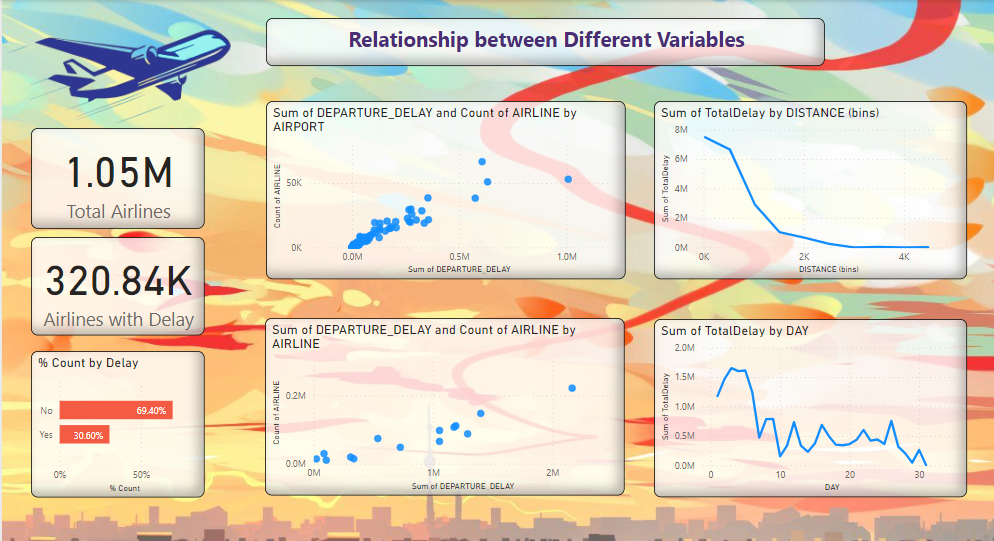 Relationship between Different Variables
1.05M
Total Airlines
320.84K
Airlines with Delay
% Count by Delay
No
69.40%
Yes
30.60%
0%
50%
% Count
Sum of DEPARTURE_DELAY and Count of AIRLINE by
AIRPORT
Count of AIRLINE
50K
0K
0.0M
0.5M
1.0M
Sum of DEPARTURE_DELAY
Sum of TotalDelay by DISTANCE (bins)
Sum of TotalDelay
8M
6M
4M
2M
0M
0K
2K
4K
DISTANCE (bins)
Sum of DEPARTURE_DELAY and Count of AIRLINE by
AIRLINE
Count of AIRLINE
0.2M
0.0M
0M
1M
2M
Sum of DEPARTURE_DELAY
Sum of TotalDelay by DAY
Sum of TotalDelay
2.0M
1.5M
1.0M
0.5M
0.0M
0
10
20
30
DAY